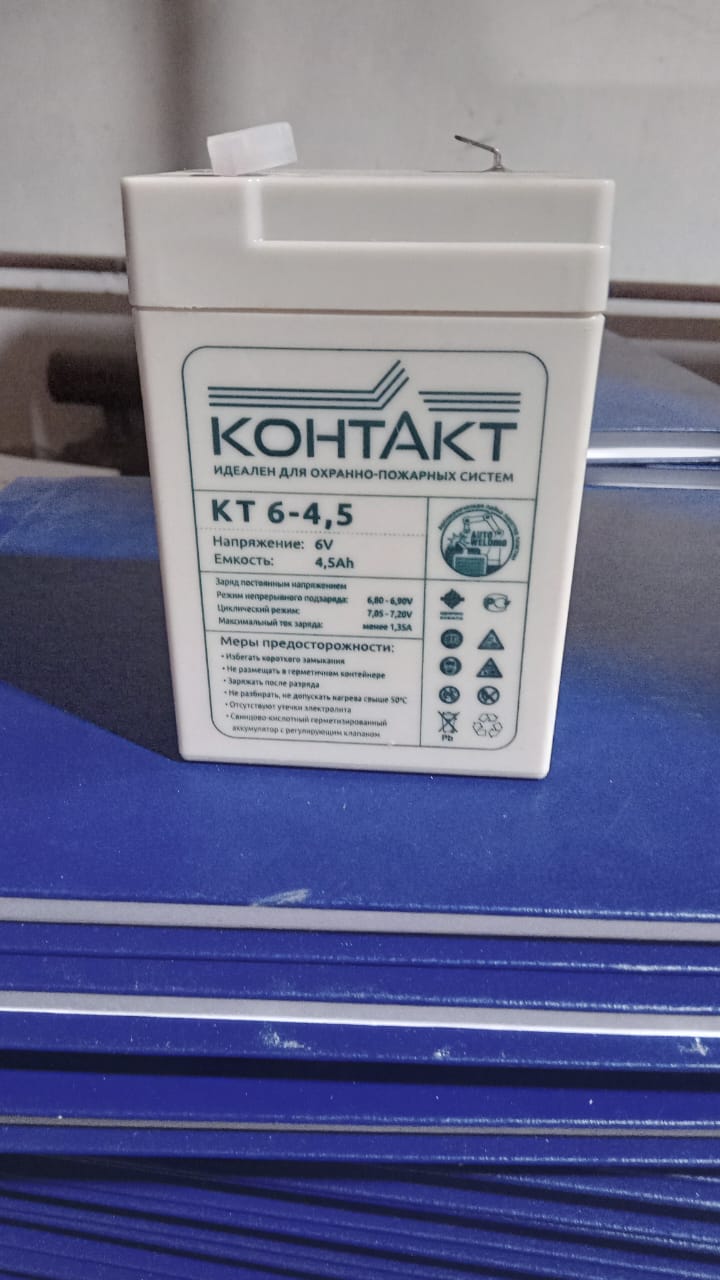 КОНТАКТ
ИДЕАЛЕН ДЛЯ ОХРАННО-ПОЖАРНЫХ СИСТЕМ
КТ 6-4,5
Напряжение: 6V
Емкость: 4,5Ah
AUTO
WELDING
Заряд постоянным напряжением
Режим непрерывного подзаряда: 6,80 - 6,90V
Циклический режим: 7,05 - 7,20V
Максимальный ток заряда: менее 1,35A
Меры предосторожности:
• Избегать короткого замыкания
• Не размещать в герметичном контейнере
• Заряжать после разряда
• Не разбирать, не допускать нагрева свыше 50°C
• Отсутствуют утечки электролита
• Свинцово-кислотный герметизированный
аккумулятор с регулирующим клапаном
Pb